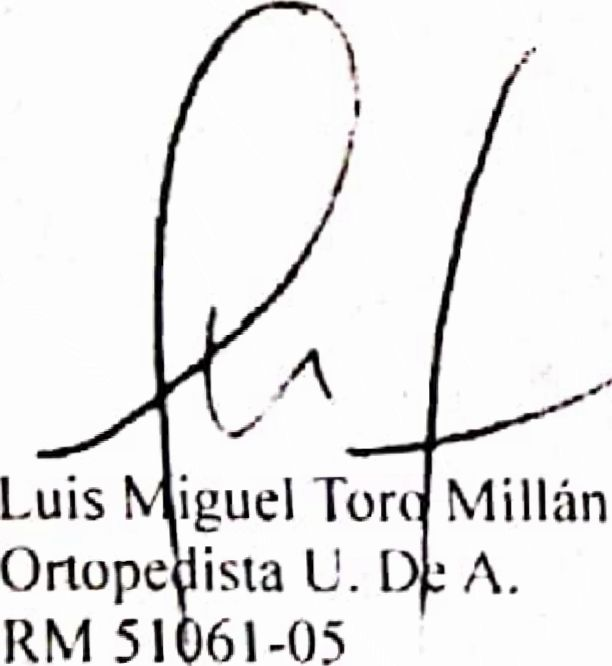 Luis Miguel Toro Millán
Ortopedista U. De A.
RM 51061-05